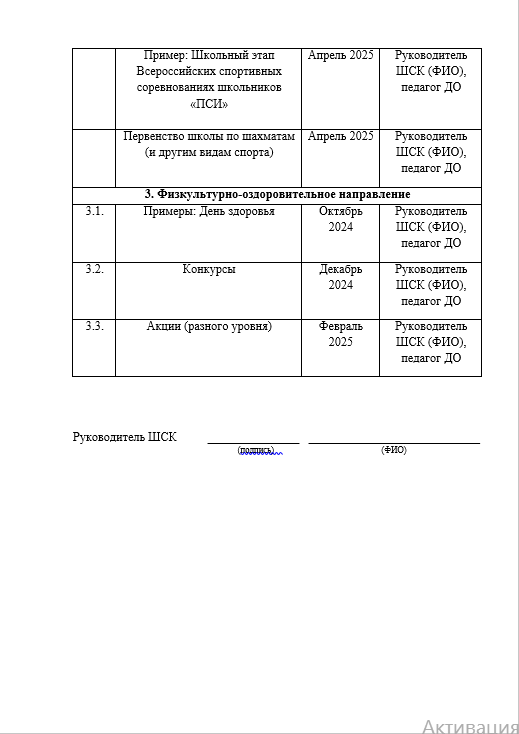 Пример: Школьный этап Апрель 2025 Руководитель
Всероссийских спортивных ШСК (ФИО),
соревнованиях школьников педагог ДО
«ПСИ»
Первенство школы по шахматам Апрель 2025 Руководитель
(и другим видам спорта) ШСК (ФИО),
педагог ДО
3. Физкультурно-оздоровительное направление
3.1. Примеры: День здоровья Октябрь Руководитель
2024 ШСК (ФИО),
педагог ДО
3.2. Конкурсы Декабрь Руководитель
2024 ШСК (ФИО),
педагог ДО
3.3. Акции (разного уровня) Февраль Руководитель
2025 ШСК (ФИО),
педагог ДО
Руководитель ШСК
(подпись) (ФИО)
Активация